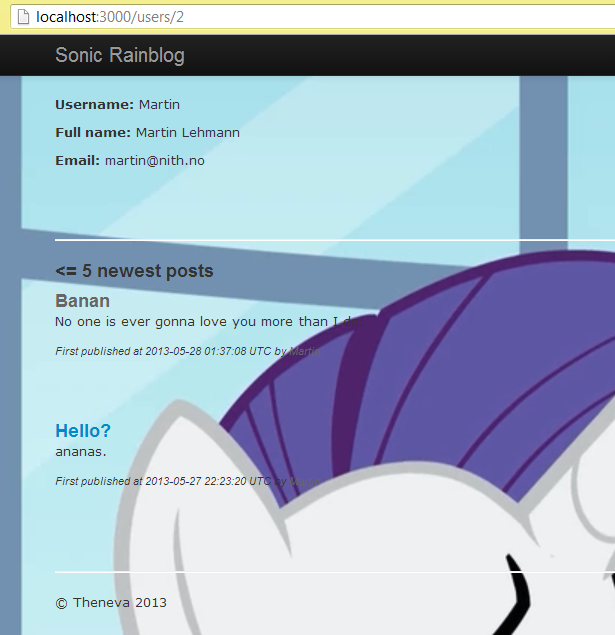 localhost:3000/users/2
Sonic Rainblog
Username: Martin
Full name: Martin Lehmann
Email: martin@nith.no
<= 5 newest posts
Banan
No one is ever gonna love you more than I do
First published at 2013-05-28 01:37:08 UTC by Martin
Hello?
ananas.
First published at 2013-05-27 22:23:20 UTC by Martin
© Theneva 2013